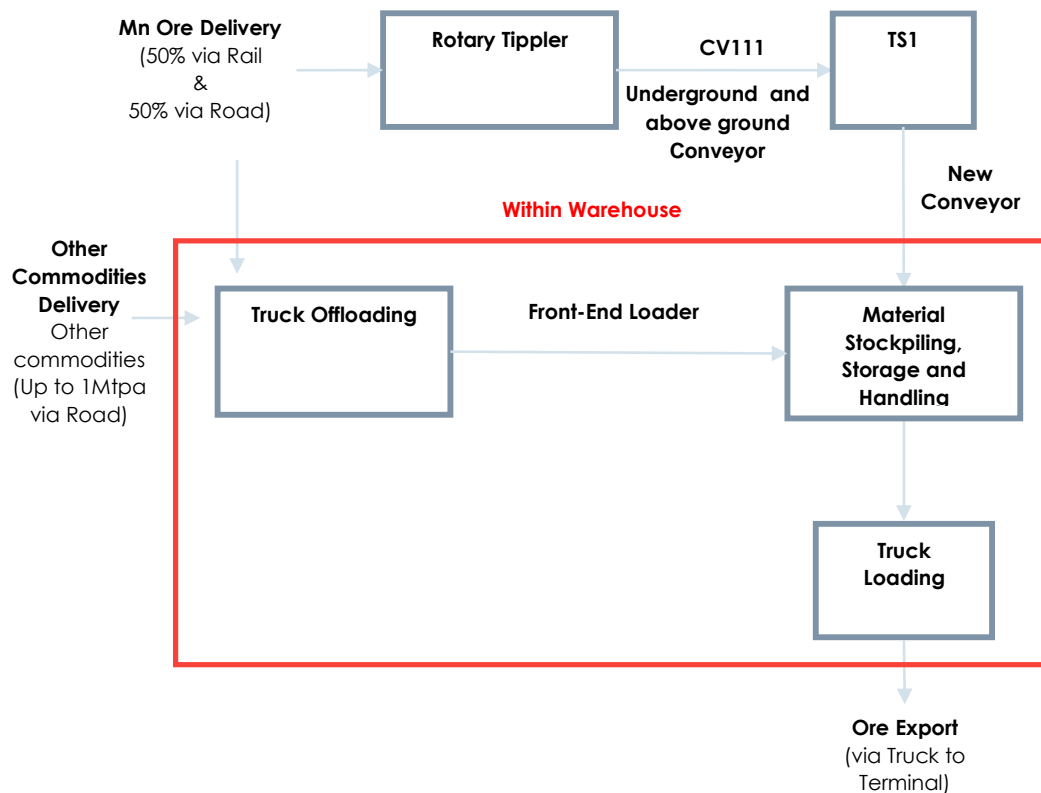 Mn Ore Delivery
(50% via Rail
&
50% via Road)
Rotary Tippler
CV111
Underground and
above ground
Conveyor
TS1
New
Conveyor
Within Warehouse
Other
Commodities
Delivery
Other
commodities
(Up to 1Mtpa
via Road)
Truck Offloading
Front-End Loader
Material
Stockpiling,
Storage and
Handling
Truck
Loading
Ore Export
(via Truck to
Terminal)